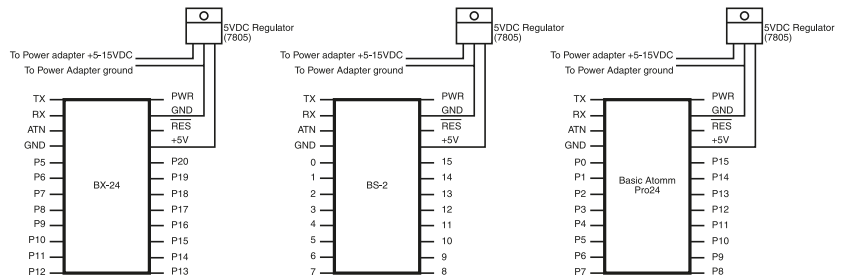 5VDC Regulator
(7805)
To Power adapter +5-15VDC
To Power Adapter ground
TX PWR
RX GND
ATN RES
GND +5V
P5 P20
P6 P19
P7 BX-24 P18
P8 P17
P9 P16
P10 P15
P11 P14
P12 P13
5VDC Regulator
(7805)
To Power adapter +5-15VDC
To Power Adapter ground
TX PWR
RX GND
ATN RES
GND +5V
0 15
1 14
2 BS-2 13
3 12
4 11
5 10
6 9
7 8
5VDC Regulator
(7805)
To Power adapter +5-15VDC
To Power Adapter ground
TX PWR
RX GND
ATN RES
GND +5V
P0 P15
P1 Basic Atomm P14
P2 Pro24 P13
P3 P12
P4 P11
P5 P10
P6 P9
P7 P8